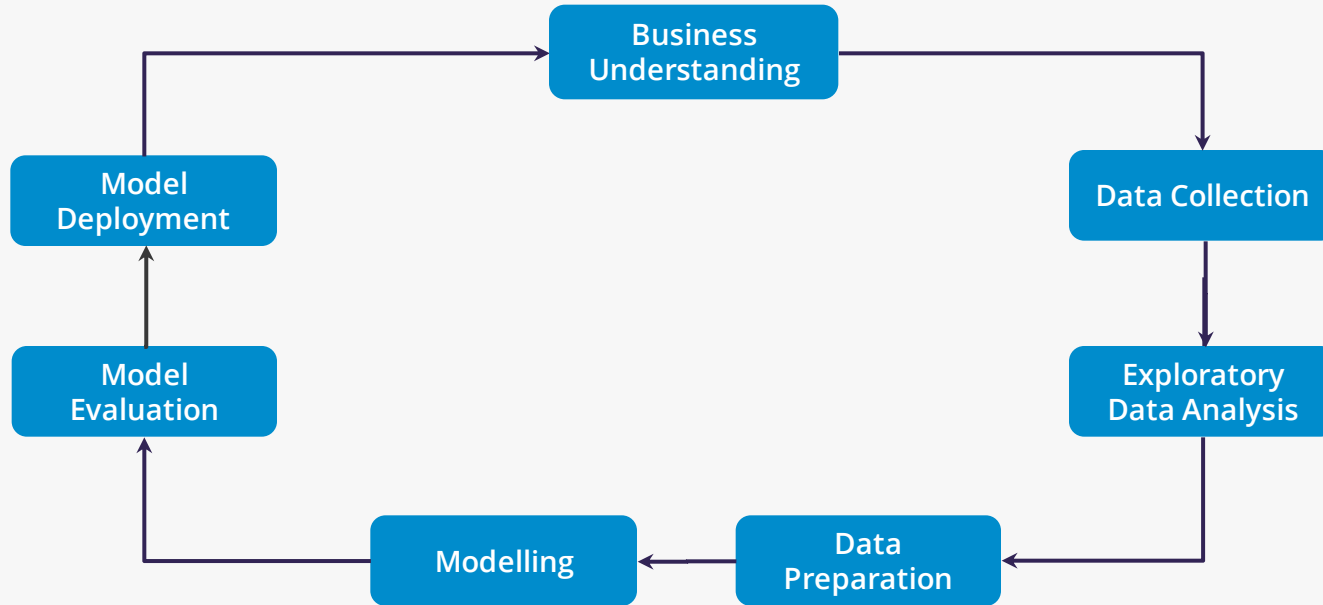 Business
Understanding
Data Collection
Exploratory
Data Analysis
Data
Preparation
Modelling
Model
Evaluation
Model
Deployment